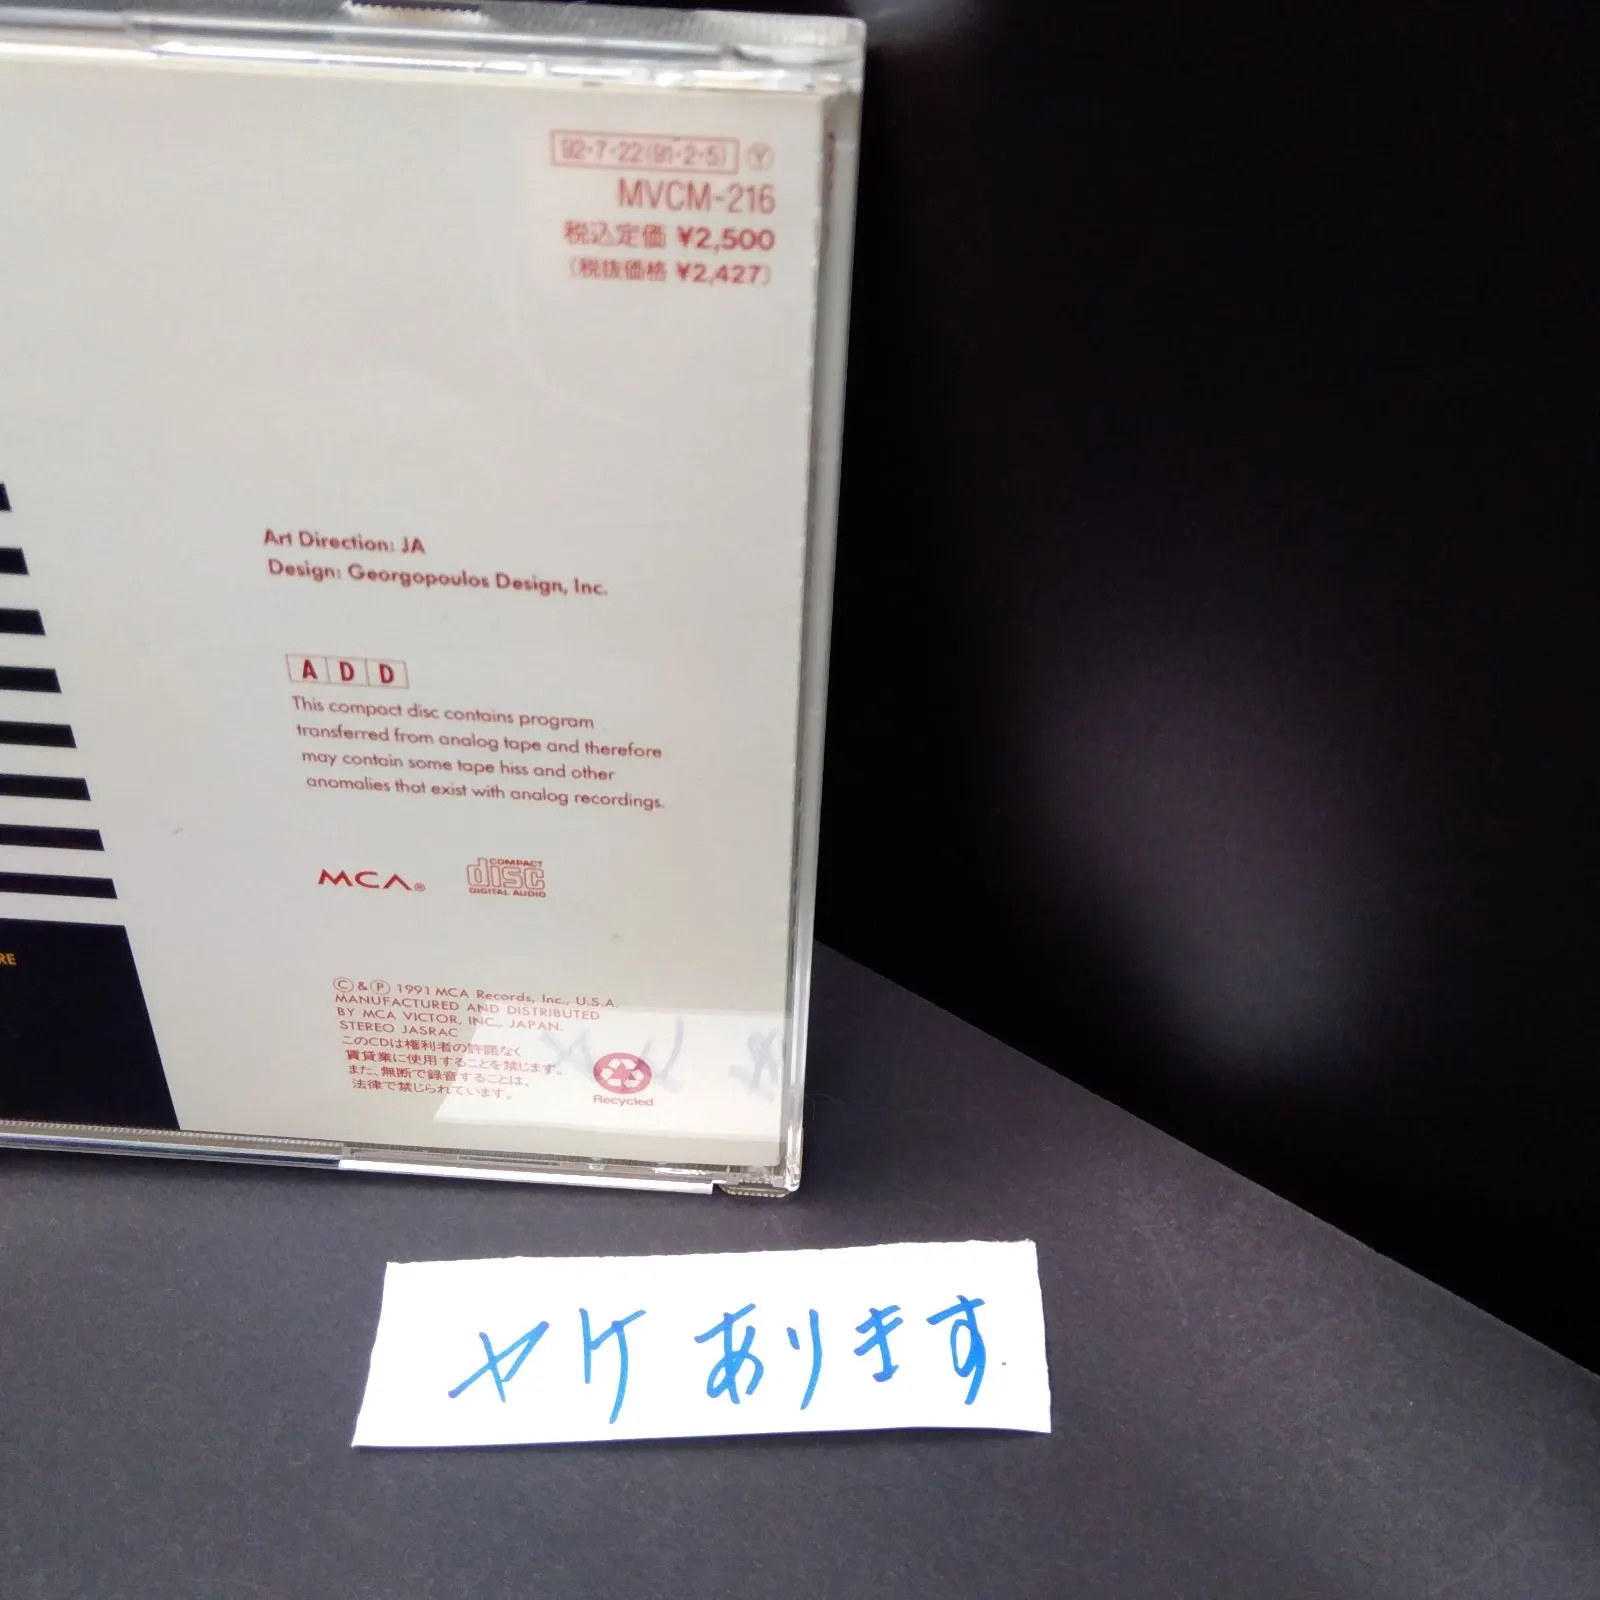 92・7・22(91・2・5) Ⓨ
MVCM-216
税込定価 ¥2,500
(税抜価格 ¥2,427)
Art Direction: JA
Design: Georgopoulos Design, Inc.
ADD
This compact disc contains program
transferred from analog tape and therefore
may contain some tape hiss and other
anomalies that exist with analog recordings.
MCA®
COMPACT
disc
DIGITAL AUDIO
RE
Ⓒ & Ⓟ 1991 MCA Records, Inc., U.S.A.
MANUFACTURED AND DISTRIBUTED
BY MCA VICTOR, INC., JAPAN.
STEREO JASRAC
このCDは権利者の許諾なく
賃貸業に使用することを禁じます。
また、無断で録音することは、
法律で禁じられています。
Recycled
ヤケあります